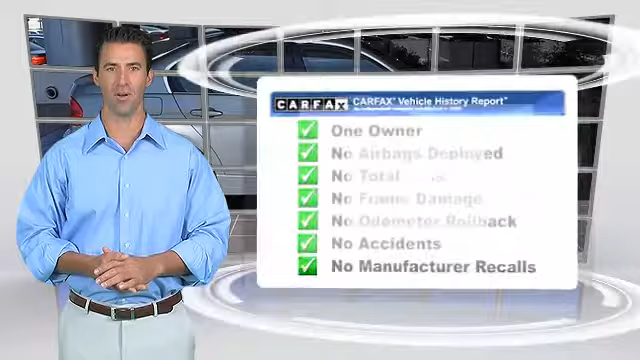 CARFAX CARFAX Vehicle History Report™
One Owner
No Airbags Deployed
No Total
No Frame Damage
No Odometer Rollback
No Accidents
No Manufacturer Recalls